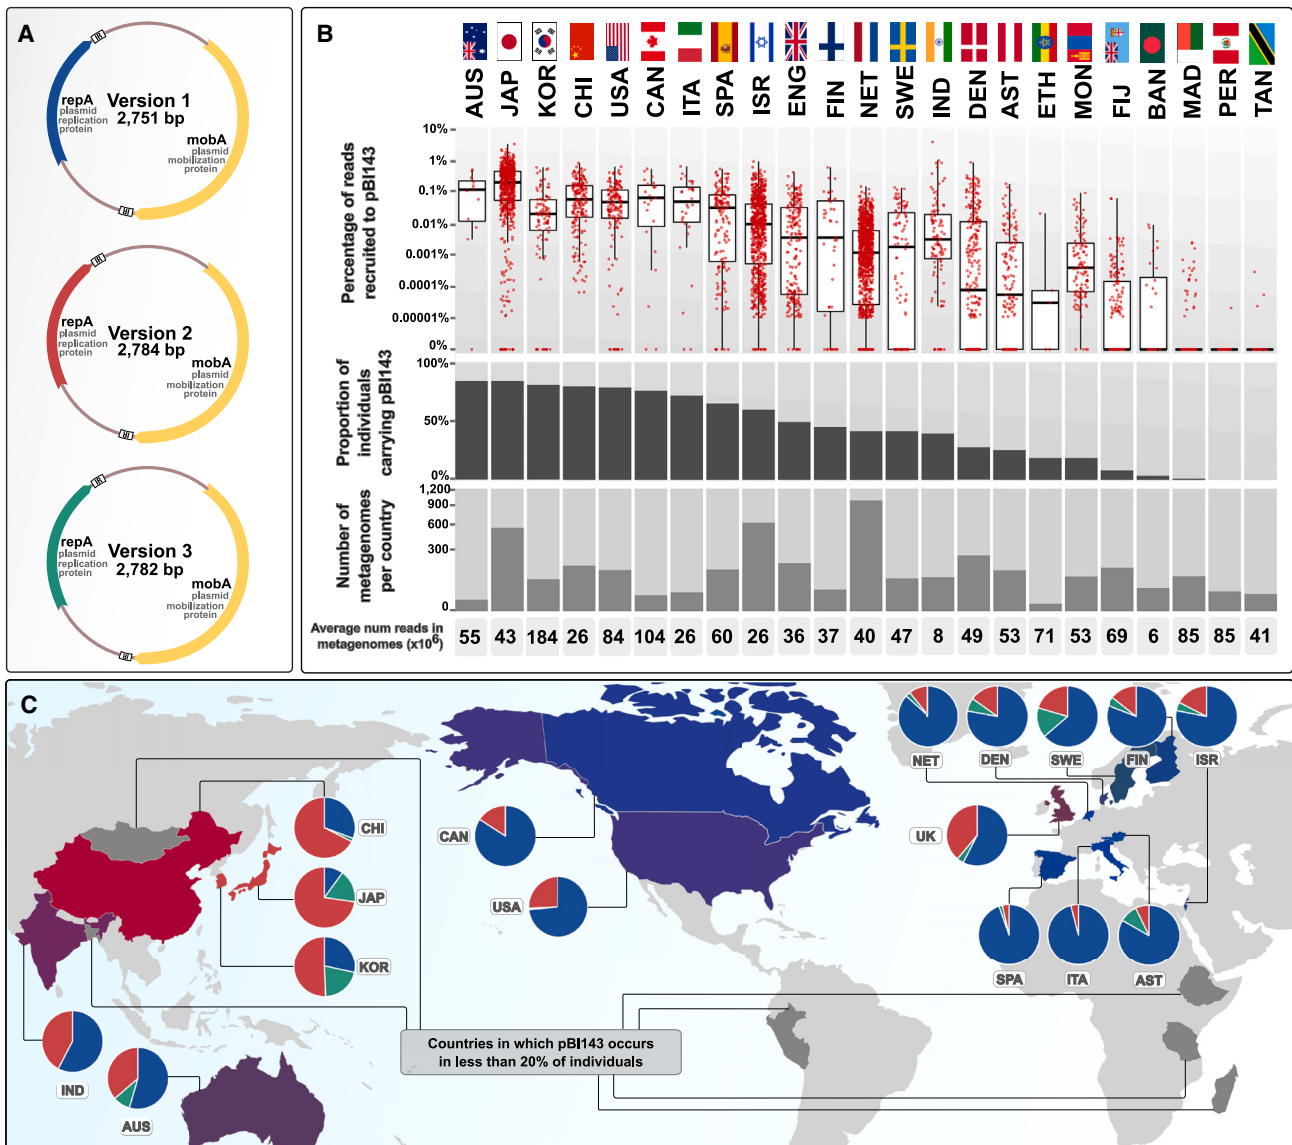 A
IR
repA
plasmid
replication
protein
Version 1
2,751 bp
mobA
plasmid
mobilization
protein
IR
IR
repA
plasmid
replication
protein
Version 2
2,784 bp
mobA
plasmid
mobilization
protein
IR
IR
repA
plasmid
replication
protein
Version 3
2,782 bp
mobA
plasmid
mobilization
protein
IR
B
AUS JAP KOR CHI USA CAN ITA SPA ISR ENG FIN NET SWE IND DEN AST ETH MON FIJ BAN MAD PER TAN
Percentage of reads
recruited to pBI143
10%
1%
0.1%
0.01%
0.001%
0.0001%
0.00001%
0%
Proportion of
individuals
carrying pBI143
100%
50%
0%
Number of
metagenomes
per country
1,200
900
600
300
0
Average num reads in
metagenomes (x10⁶)
55 43 184 26 84 104 26 60 26 36 37 40 47 8 49 53 71 53 69 6 85 85 41
C
NET DEN SWE FIN ISR
CHI
CAN
UK
JAP
USA
KOR
SPA ITA AST
Countries in which pBI143 occurs
in less than 20% of individuals
IND
AUS